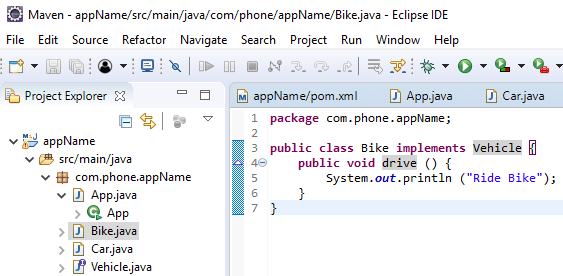 Maven - appName/src/main/java/com/phone/appName/Bike.java - Eclipse IDE
File Edit Source Refactor Navigate Search Project Run Window Help
Project Explorer
appName
src/main/java
com.phone.appName
App.java
App
Bike.java
Car.java
Vehicle.java
appName/pom.xml App.java Car.java
1 package com.phone.appName;
2
3 public class Bike implements Vehicle {
4 public void drive () {
5 System.out.println ("Ride Bike");
6 }
7 }